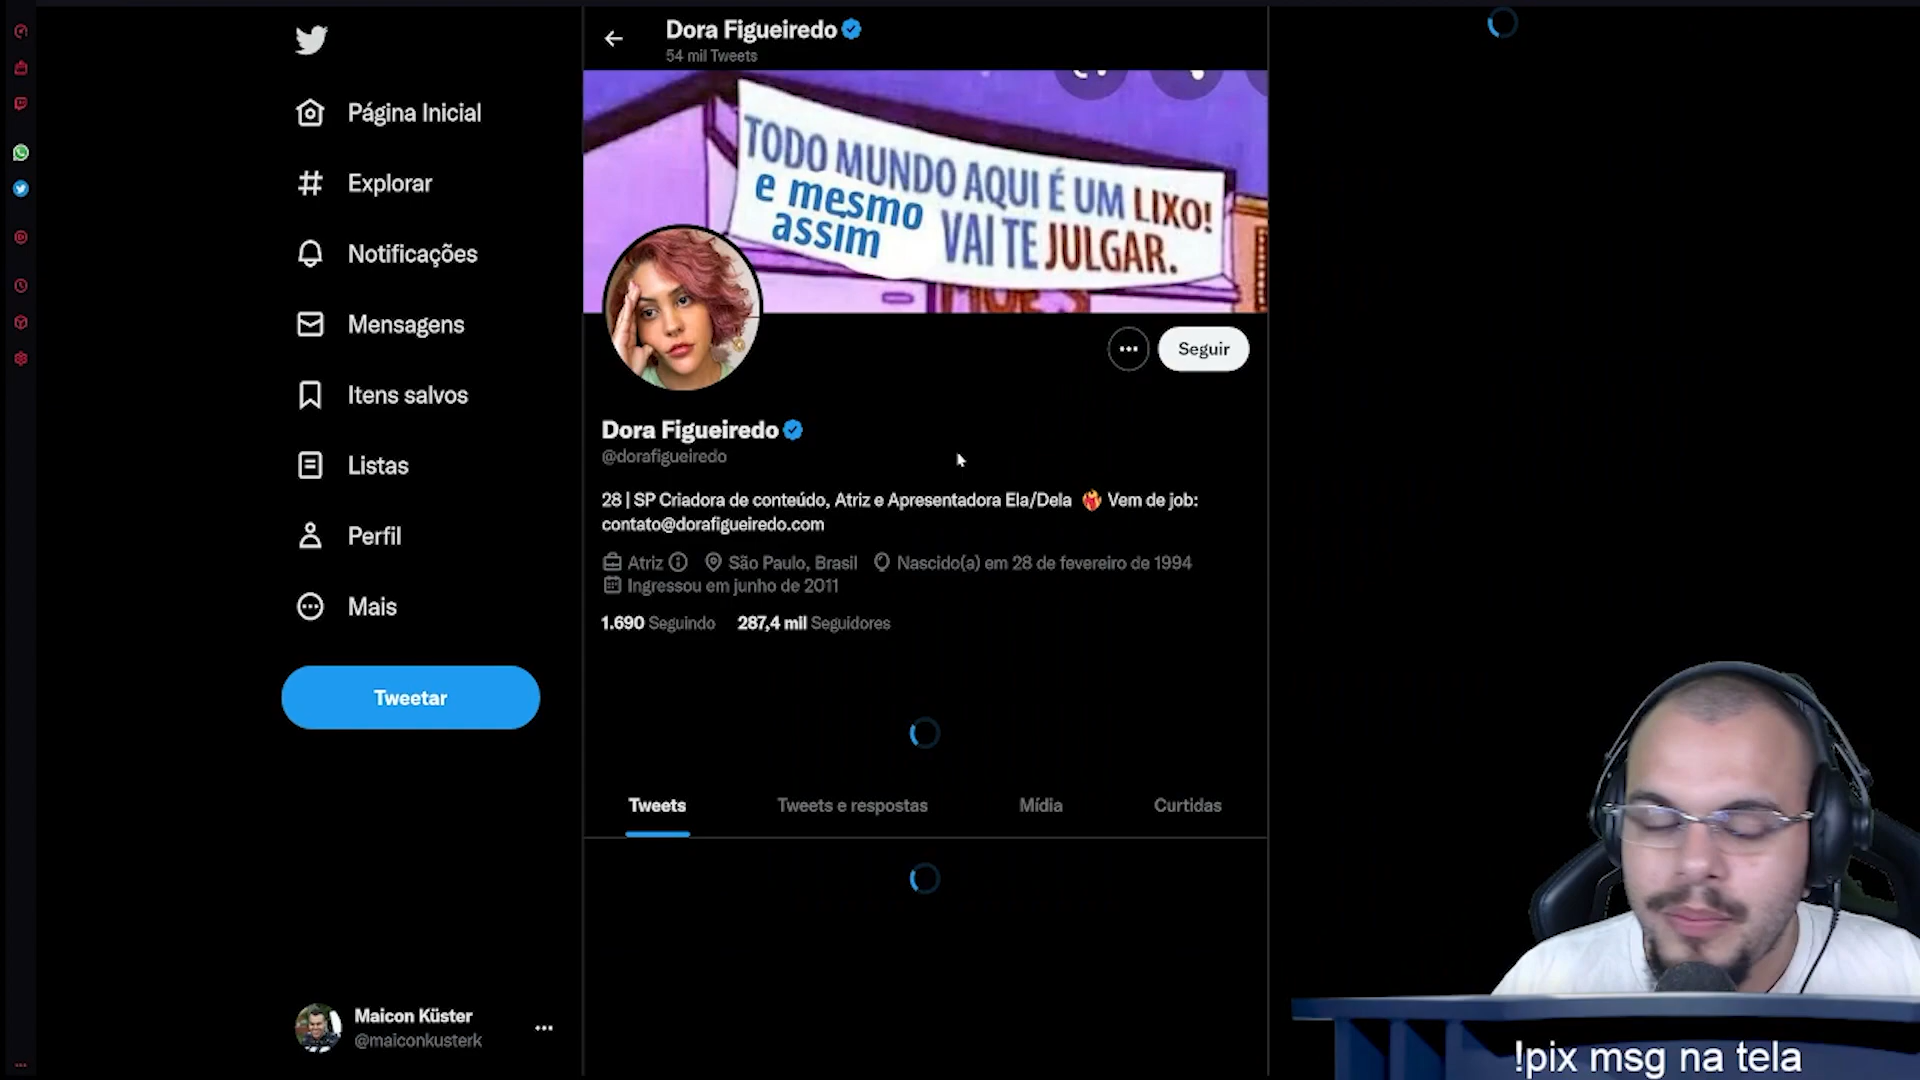 Dora Figueiredo
54 mil Tweets
Página Inicial
Explorar
Notificações
Mensagens
Itens salvos
Listas
Perfil
Mais
Tweetar
Maicon Küster
@maiconkusterk
TODO MUNDO AQUI É UM LIXO!
e mesmo
assim VAI TE JULGAR.
MOE'S
Seguir
Dora Figueiredo
@dorafigueiredo
28 | SP Criadora de conteúdo, Atriz e Apresentadora Ela/Dela Vem de job:
contato@dorafigueiredo.com
Atriz São Paulo, Brasil Nascido(a) em 28 de fevereiro de 1994
Ingressou em junho de 2011
1.690 Seguindo 287,4 mil Seguidores
Tweets Tweets e respostas Mídia Curtidas
!pix msg na tela